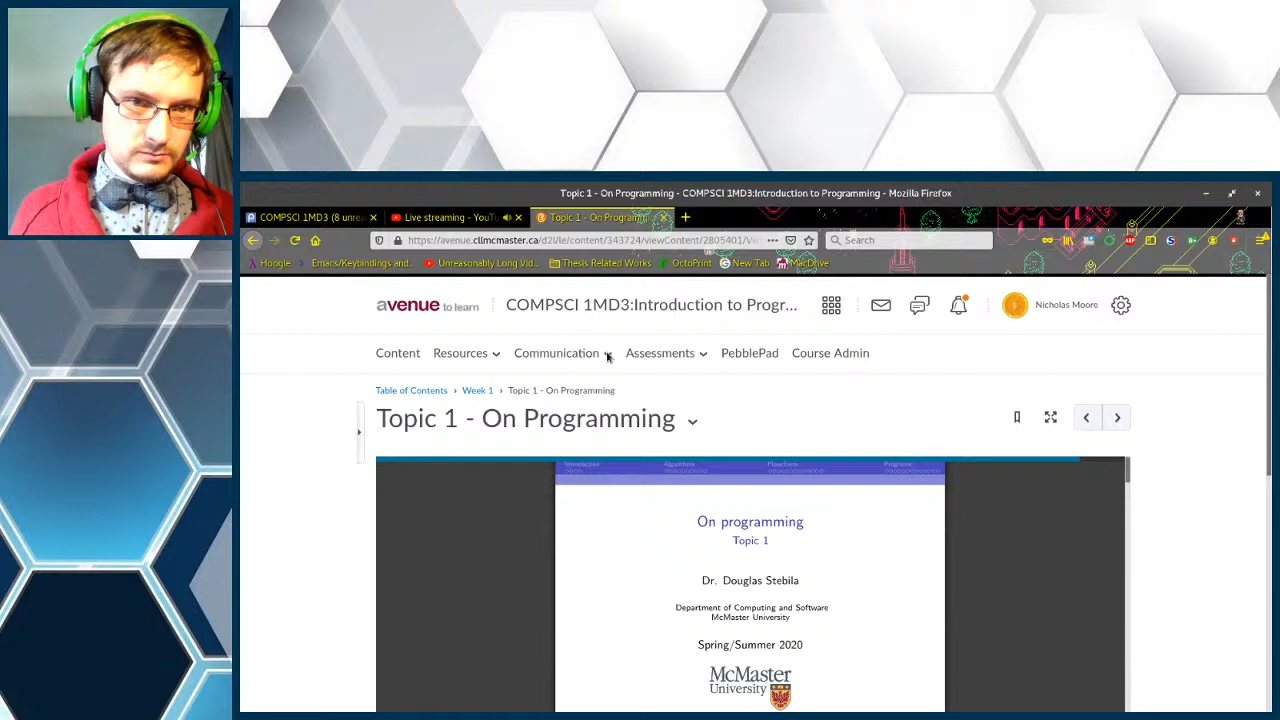 Topic 1 - On Programming - COMPSCI 1MD3:Introduction to Programming - Mozilla Firefox
COMPSCI 1MD3 (8 unre
Live streaming - YouTu
Topic 1 - On Programm
https://avenue.cllmcmaster.ca/d2l/le/content/343724/viewContent/2805401/Vi
Search
Hoogle
Emacs/Keybindings and..
Unreasonably Long Vid..
Thesis Related Works
OctoPrint
New Tab
MacDrive
avenue to learn
COMPSCI 1MD3:Introduction to Progr...
Nicholas Moore
Content
Resources
Communication
Assessments
PebblePad
Course Admin
Table of Contents › Week 1 › Topic 1 - On Programming
Topic 1 - On Programming
Introduction
Algorithms
Flowcharts
Programs
On programming
Topic 1
Dr. Douglas Stebila
Department of Computing and Software
McMaster University
Spring/Summer 2020
McMaster
University